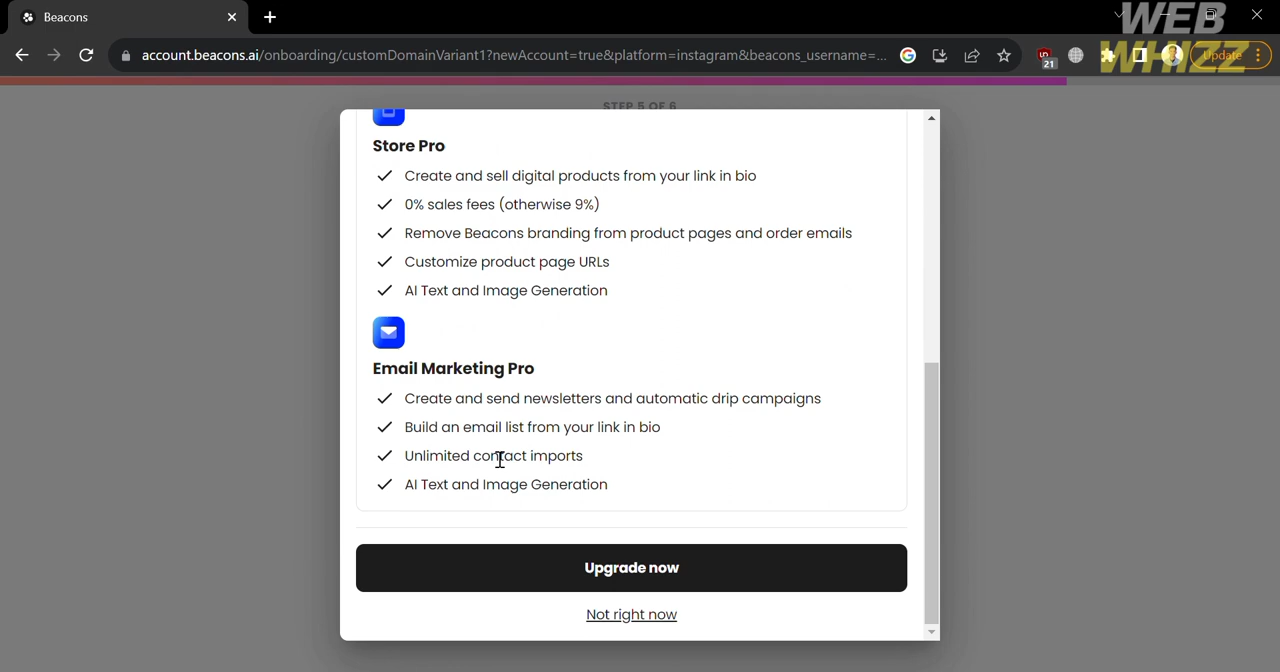 Beacons
WEB
WHIZZ
account.beacons.ai/onboarding/customDomainVariant1?newAccount=true&platform=instagram&beacons_username=...
21
Update
STEP 5 OF 6
Store Pro
Create and sell digital products from your link in bio
0% sales fees (otherwise 9%)
Remove Beacons branding from product pages and order emails
Customize product page URLs
AI Text and Image Generation
Email Marketing Pro
Create and send newsletters and automatic drip campaigns
Build an email list from your link in bio
Unlimited contact imports
AI Text and Image Generation
Upgrade now
Not right now